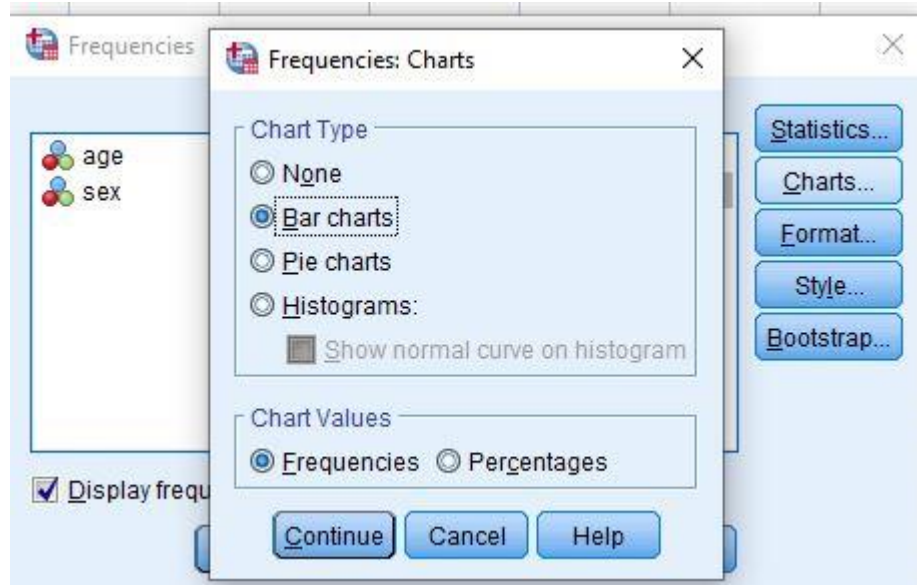 Frequencies
Frequencies: Charts
age
sex
Chart Type
None
Bar charts
Pie charts
Histograms:
Show normal curve on histogram
Chart Values
Frequencies Percentages
Continue Cancel Help
Statistics...
Charts...
Format...
Style...
Bootstrap...
Display frequ